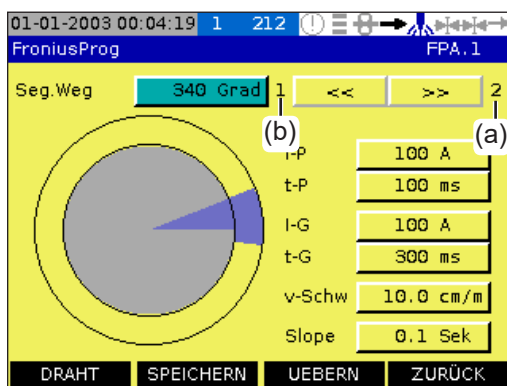 01-01-2003 00:04:19 1 212
FroniusProg FPA.1
Seg.Weg 340 Grad 1 << >> 2
(b) (a)
I-P 100 A
t-P 100 ms
I-G 100 A
t-G 300 ms
v-Schw 10.0 cm/m
Slope 0.1 Sek
DRAHT SPEICHERN UEBERN ZURÜCK